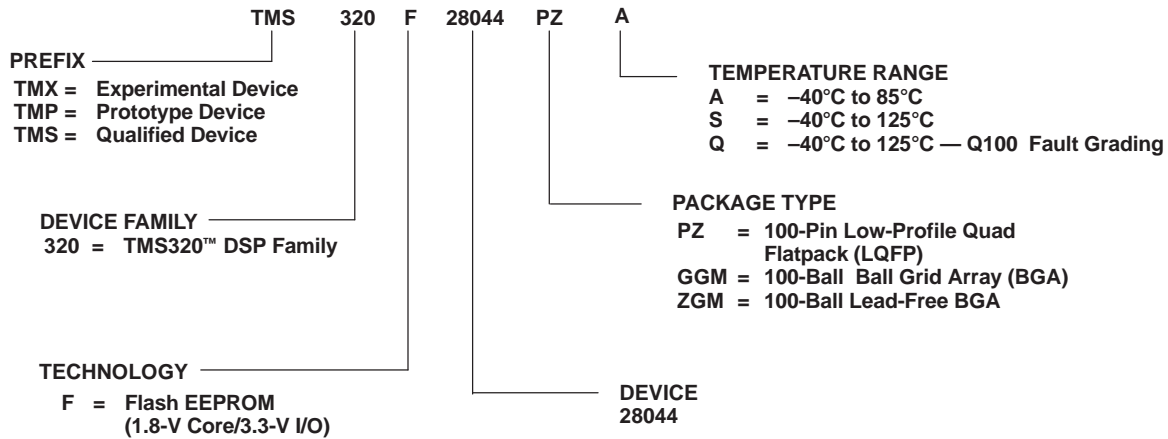 TMS 320 F 28044 PZ A
PREFIX
TMX = Experimental Device
TMP = Prototype Device
TMS = Qualified Device
TEMPERATURE RANGE
A = –40°C to 85°C
S = –40°C to 125°C
Q = –40°C to 125°C — Q100 Fault Grading
DEVICE FAMILY
320 = TMS320™ DSP Family
PACKAGE TYPE
PZ = 100-Pin Low-Profile Quad
Flatpack (LQFP)
GGM = 100-Ball Ball Grid Array (BGA)
ZGM = 100-Ball Lead-Free BGA
TECHNOLOGY
F = Flash EEPROM
(1.8-V Core/3.3-V I/O)
DEVICE
28044